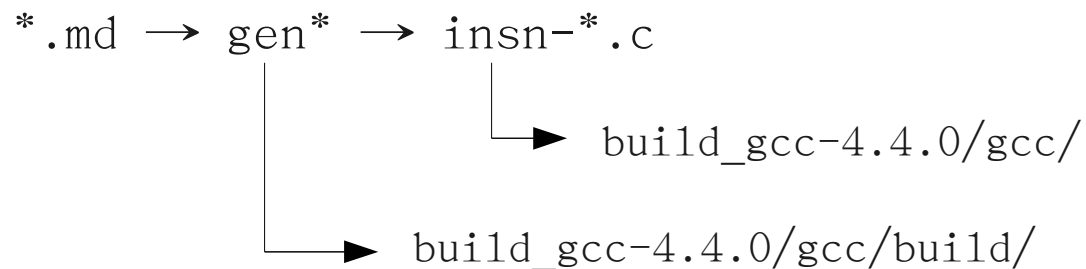 *.md → gen* → insn-*.c
build_gcc-4.4.0/gcc/
build_gcc-4.4.0/gcc/build/